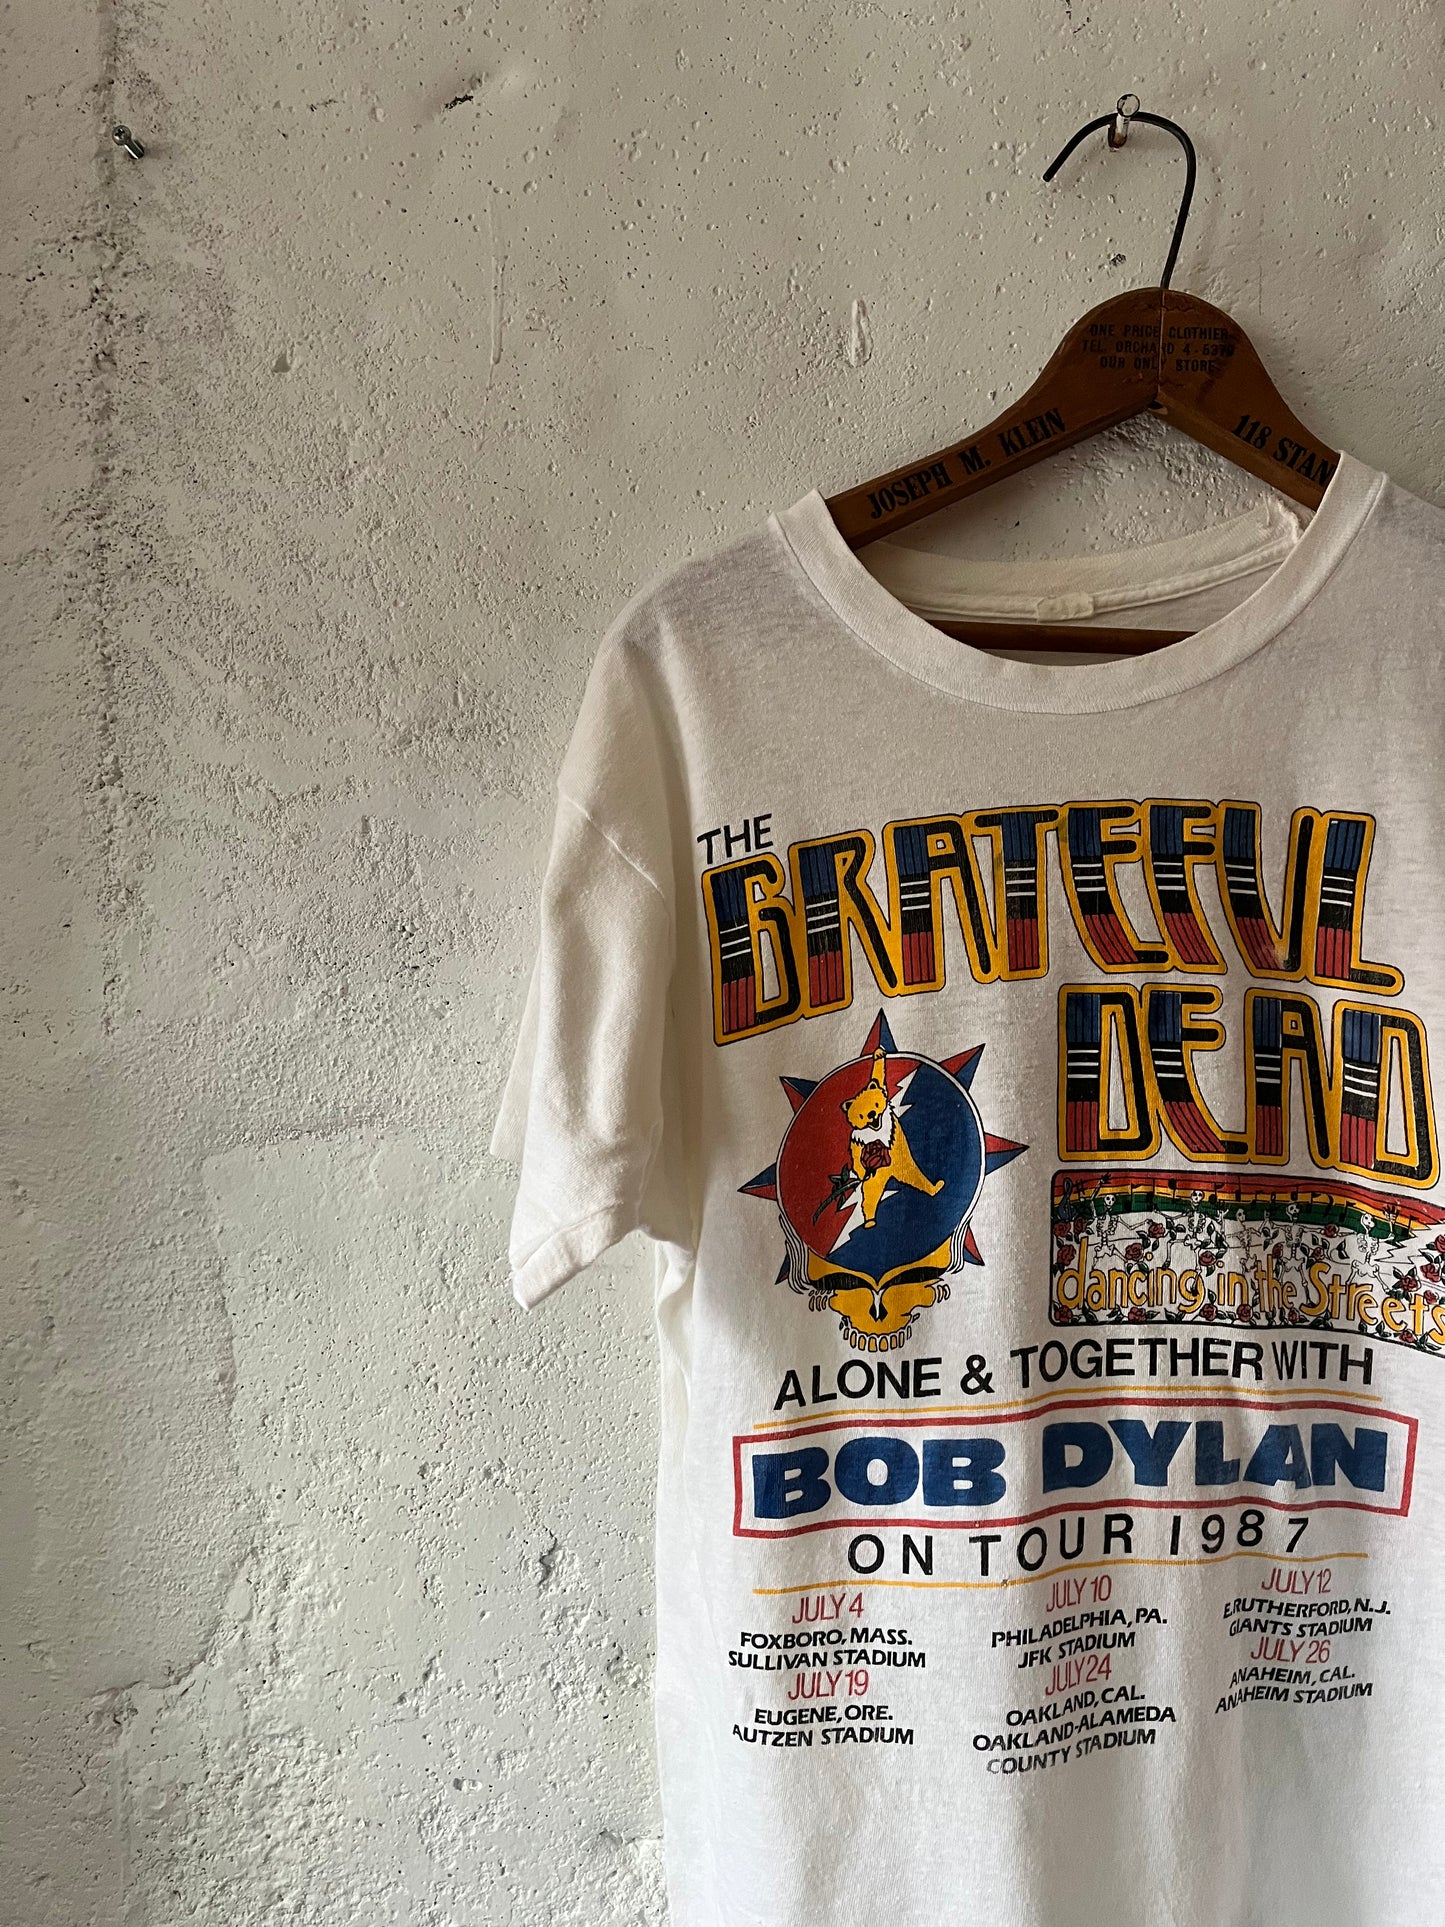 ONE PRICE CLOTHIER
TEL. ORCHARD 4-
OUR ONLY STORE
JOSEPH M. KLEIN
118 STAN
THE
GRATEFUL
DEAD
dancing in the Streets
ALONE & TOGETHER WITH
BOB DYLAN
ON TOUR 1987
JULY 4
FOXBORO, MASS.
SULLIVAN STADIUM
JULY 10
PHILADELPHIA, PA.
JFK STADIUM
JULY 12
E.RUTHERFORD, N.J.
GIANTS STADIUM
JULY 19
EUGENE, ORE.
AUTZEN STADIUM
JULY 24
OAKLAND, CAL.
OAKLAND-ALAMEDA
COUNTY STADIUM
JULY 26
ANAHEIM, CAL.
ANAHEIM STADIUM